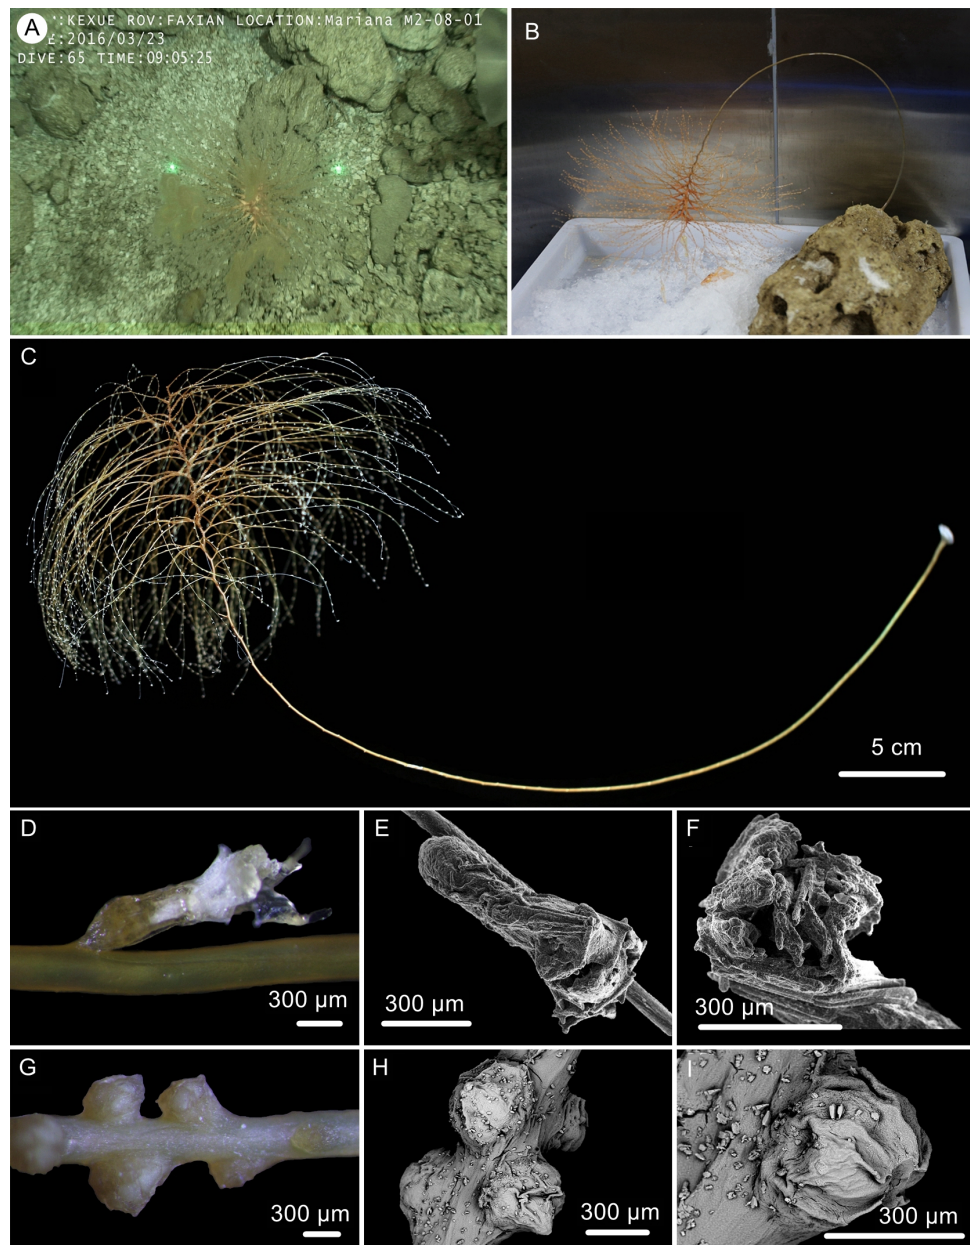 A
':KEXUE ROV:FAXIAN LOCATION:Mariana M2-08-01
E:2016/03/23
DIVE:65 TIME:09:05:25
B
C
5 cm
D
300 µm
E
300 µm
F
300 µm
G
300 µm
H
300 µm
I
300 µm